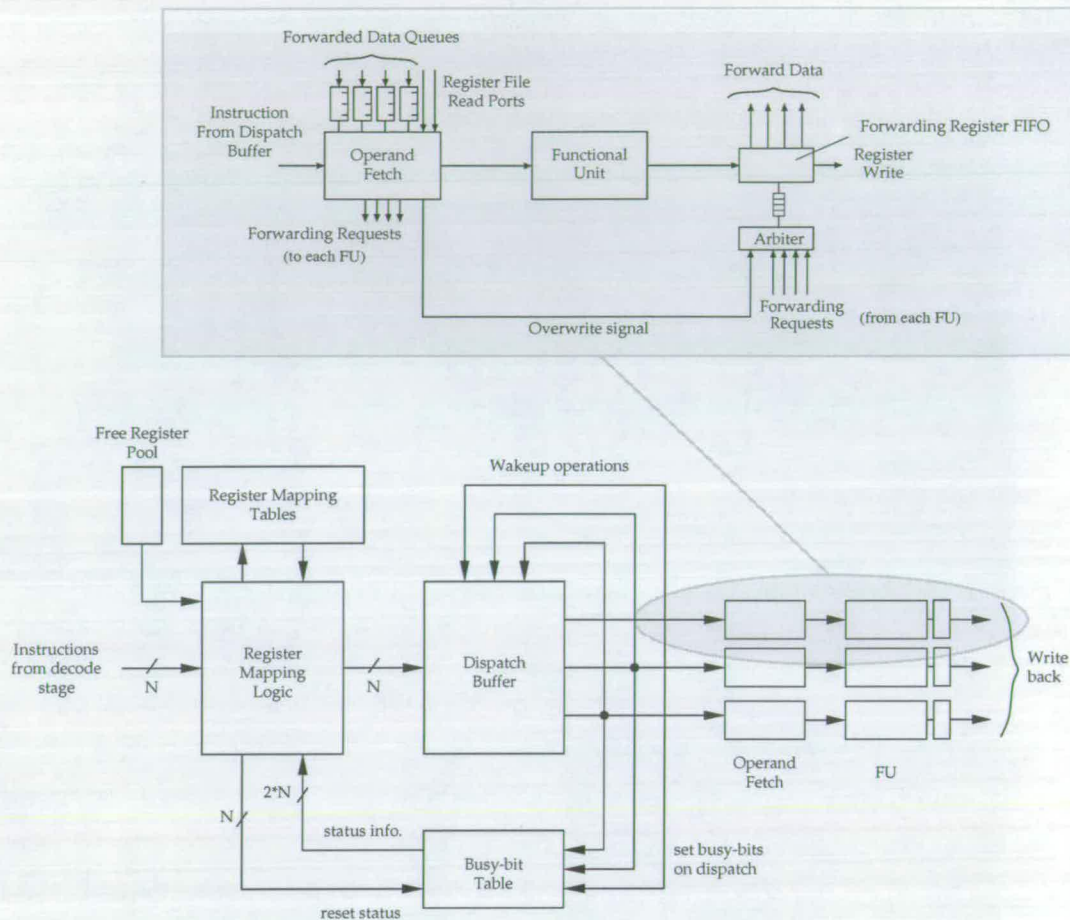 Forwarded Data Queues
Register File
Read Ports
Instruction
From Dispatch
Buffer
Operand
Fetch
Functional
Unit
Forward Data
Forwarding Register FIFO
Register
Write
Arbiter
Forwarding Requests
(to each FU)
Forwarding
Requests
(from each FU)
Overwrite signal
Free Register
Pool
Register Mapping
Tables
Wakeup operations
Instructions
from decode
stage
N
Register
Mapping
Logic
N
Dispatch
Buffer
Write
back
Operand
Fetch
FU
N
2*N
status info.
Busy-bit
Table
set busy-bits
on dispatch
reset status